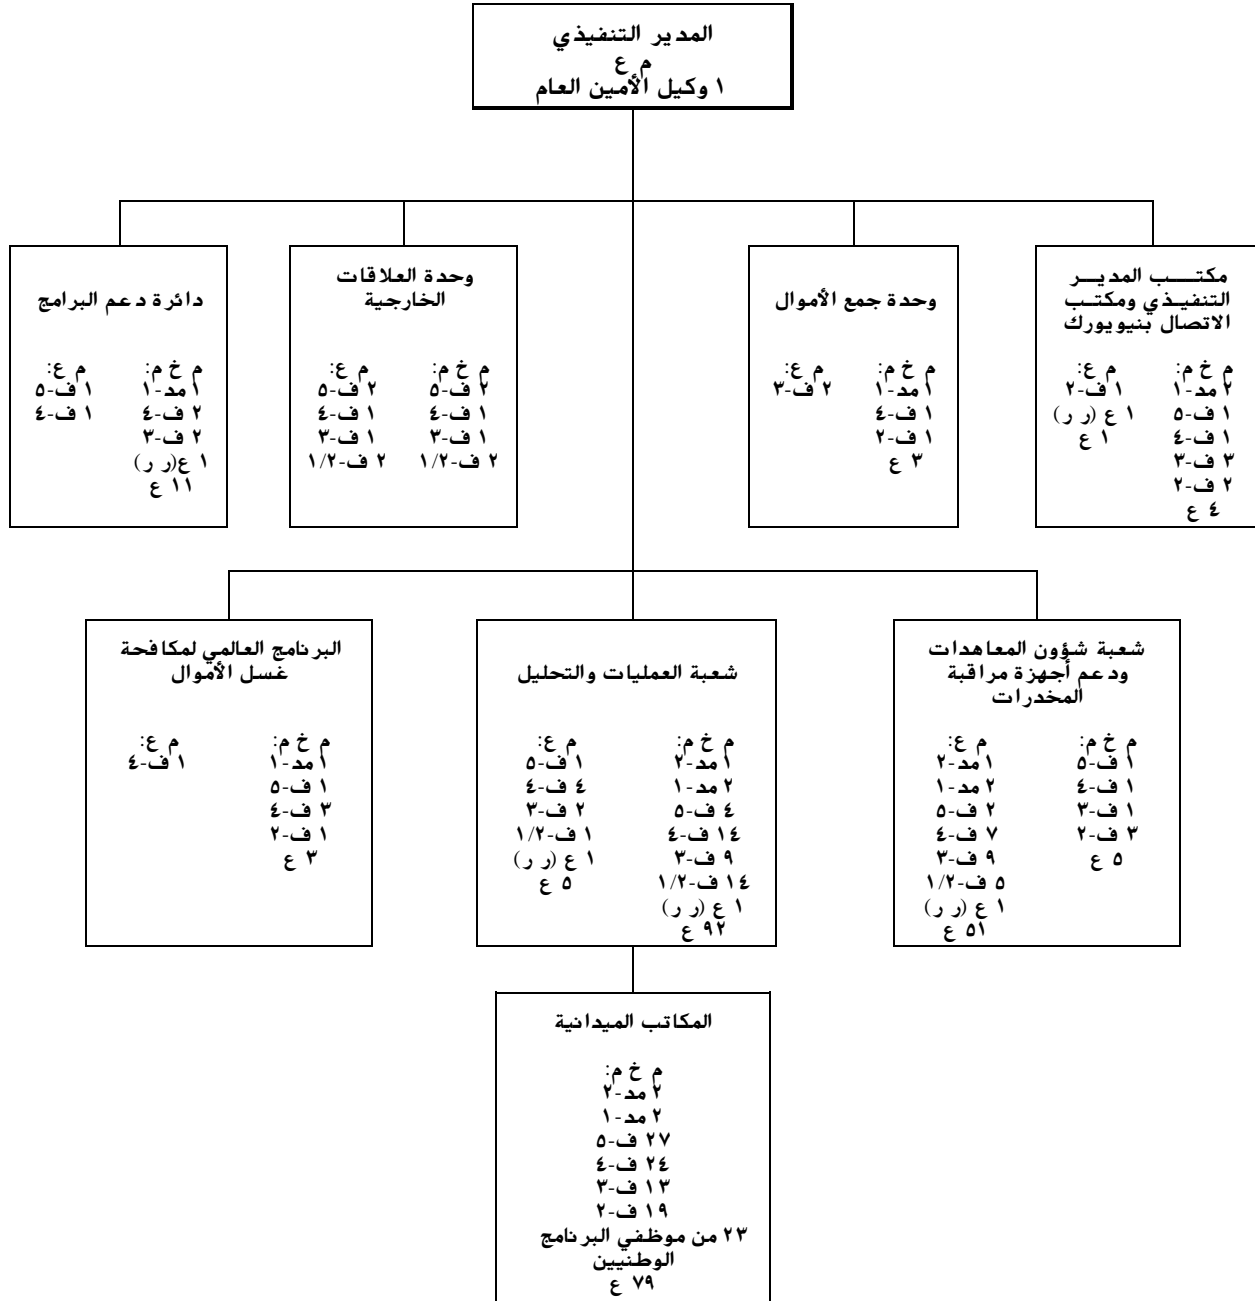 المدير التنفيذي
م ع
١ وكيل الأمين العام
مكتــــب المديــر
التنفيــذي ومكتــب
الاتصال بنيويورك
م خ م:
٢ مد-١
١ ف-٥
١ ف-٤
٣ ف-٣
٢ ف-٢
٤ ع
م ع:
١ ف-٢
١ ع (ر ر)
١ ع
وحدة جمع الأموال
م خ م:
١ مد-١
١ ف-٤
١ ف-٢
٣ ع
م ع:
٢ ف-٣
وحدة العلاقات
الخارجية
م خ م:
٢ ف-٥
١ ف-٤
١ ف-٣
٢ ف-١/٢
م ع:
٢ ف-٥
١ ف-٤
١ ف-٣
٢ ف-١/٢
دائرة دعم البرامج
م خ م:
١ مد-١
٢ ف-٤
٢ ف-٣
١ ع(ر ر)
١١ ع
م ع:
١ ف-٥
١ ف-٤
شعبة شؤون المعاهدات
ودعم أجهزة مراقبة
المخدرات
م خ م:
١ ف-٥
١ ف-٤
١ ف-٣
٣ ف-٢
٥ ع
م ع:
١ مد-٢
٢ مد-١
٢ ف-٥
٧ ف-٤
٩ ف-٣
٥ ف-١/٢
١ ع (ر ر)
٥١ ع
شعبة العمليات والتحليل
م خ م:
١ مد-٢
٢ مد-١
٤ ف-٥
١٤ ف-٤
٩ ف-٣
١٤ ف-١/٢
١ ع (ر ر)
٩٢ ع
م ع:
١ ف-٥
٤ ف-٤
٢ ف-٣
١ ف-١/٢
١ ع (ر ر)
٥ ع
البرنامج العالمي لمكافحة
غسل الأموال
م خ م:
١ مد-١
١ ف-٥
٣ ف-٤
١ ف-٢
٣ ع
م ع:
١ ف-٤
المكاتب الميدانية
م خ م:
٢ مد-٢
٢ مد-١
٢٧ ف-٥
٢٤ ف-٤
١٣ ف-٣
١٩ ف-٢
٢٣ من موظفي البرنامج
الوطنيين
٧٩ ع